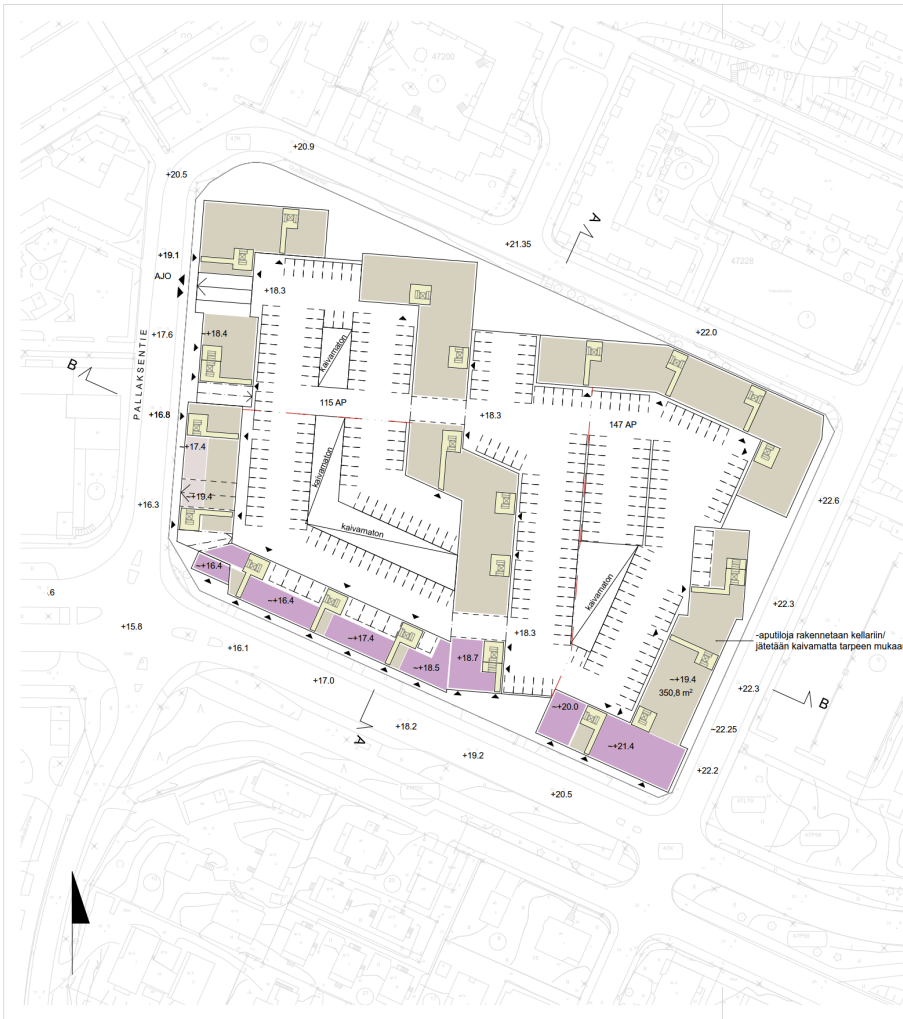 47200
+20.9
+20.5
A
+21.35
+19.1
47228
AJO
+18.3
+22.0
+17.6
~+18.4
kaivamaton
B
PALLAKSENTIE
115 AP
+18.3
+16.8
147 AP
~+17.4
kaivamaton
+22.6
~+19.4
+16.3
kaivamaton
~+16.4
kaivamaton
+22.3
.6
~+16.4
+15.8
~+17.4
+18.3
-aputiloja rakennetaan kellariin/
jätetään kaivamatta tarpeen mukaan
+16.1
+18.7
~+18.5
~+19.4
+17.0
350,8 m²
+22.3
B
~+20.0
+18.2
~22.25
A
~+21.4
+19.2
+22.2
+20.5